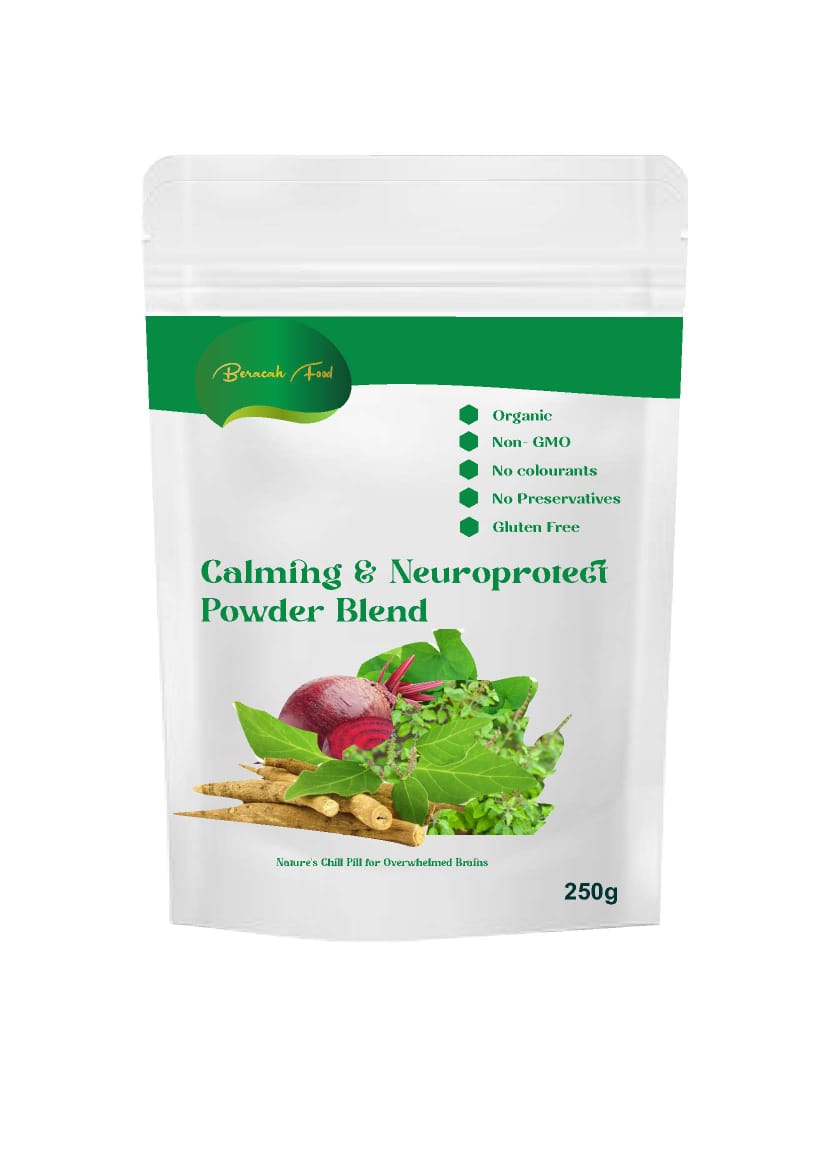 Beracah Food
Organic
Non- GMO
No colourants
No Preservatives
Gluten Free
Calming & Neuroprotect
Powder Blend
Nature's Chill Pill for Overwhelmed Brains
250g